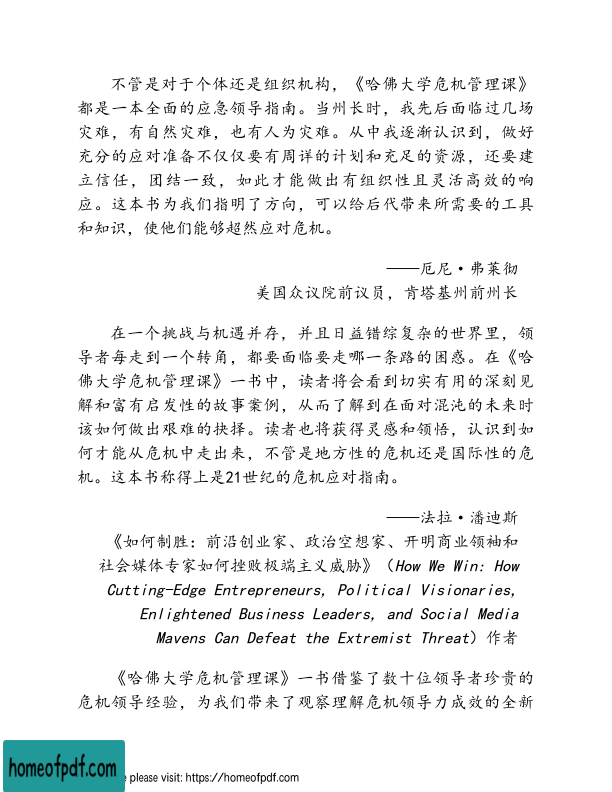 不管是对于个体还是组织机构，《哈佛大学危机管理课》
都是一本全面的应急领导指南。当州长时，我先后面临过几场
灾难，有自然灾难，也有人为灾难。从中我逐渐认识到，做好
充分的应对准备不仅仅要有周详的计划和充足的资源，还要建
立信任，团结一致，如此才能做出有组织性且灵活高效的响
应。这本书为我们指明了方向，可以给后代带来所需要的工具
和知识，使他们能够超然应对危机。
——厄尼·弗莱彻
美国众议院前议员，肯塔基州前州长
在一个挑战与机遇并存，并且日益错综复杂的世界里，领
导者每走到一个转角，都要面临要走哪一条路的困惑。在《哈
佛大学危机管理课》一书中，读者将会看到切实有用的深刻见
解和富有启发性的故事案例，从而了解到在面对混沌的未来时
该如何做出艰难的抉择。读者也将获得灵感和领悟，认识到如
何才能从危机中走出来，不管是地方性的危机还是国际性的危
机。这本书称得上是21世纪的危机应对指南。
——法拉·潘迪斯
《如何制胜：前沿创业家、政治空想家、开明商业领袖和
社会媒体专家如何挫败极端主义威胁》（How We Win: How
Cutting-Edge Entrepreneurs, Political Visionaries,
Enlightened Business Leaders, and Social Media
Mavens Can Defeat the Extremist Threat）作者
《哈佛大学危机管理课》一书借鉴了数十位领导者珍贵的
危机领导经验，为我们带来了观察理解危机领导力成效的全新
homeofpdf.com
please visit: https://homeofpdf.com